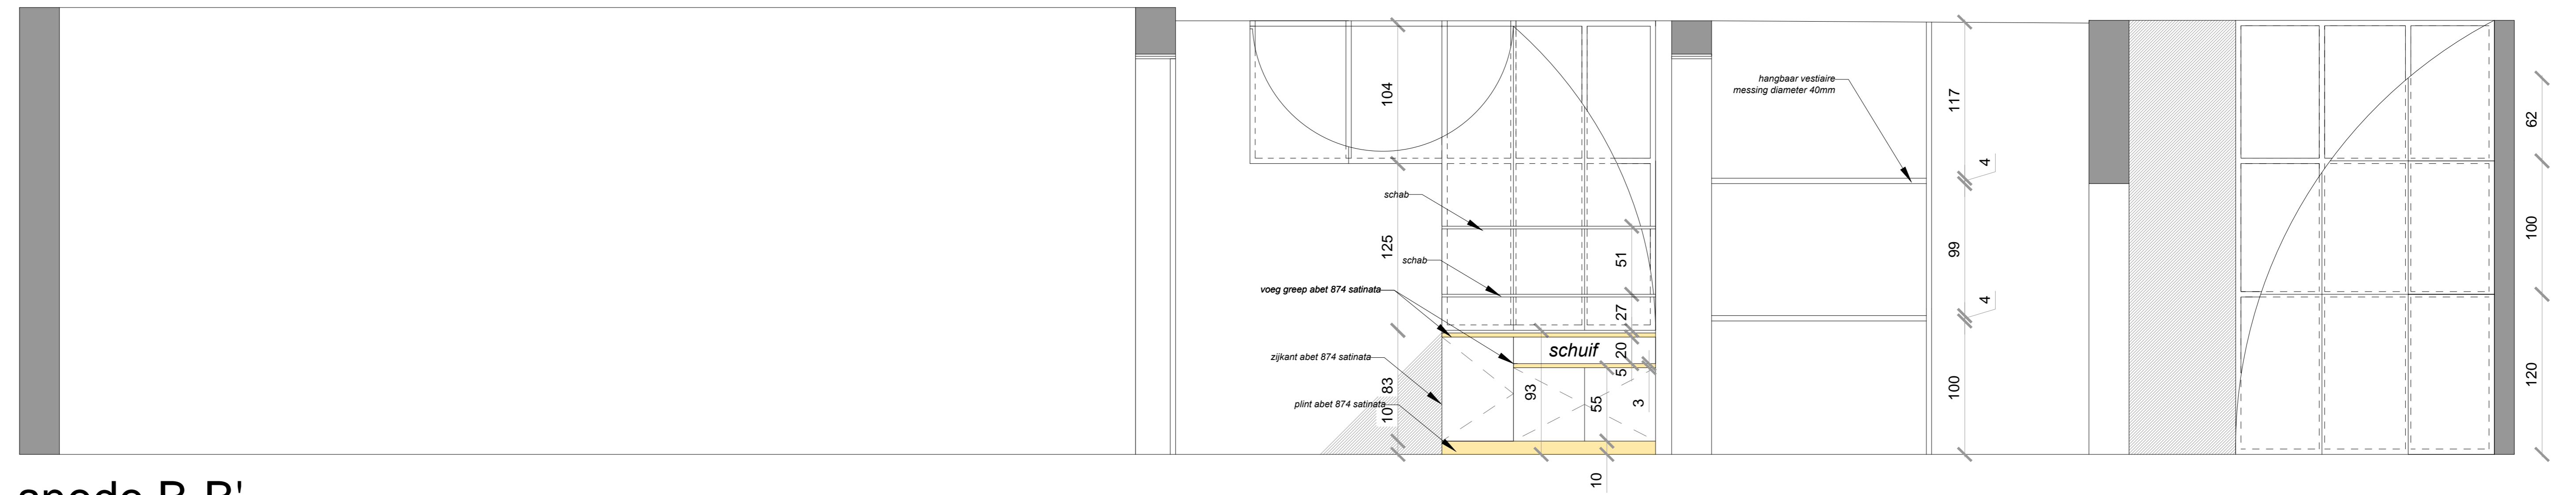 hangbaar vestiaire
messing diameter 40mm
104
117
62
4
schab
125
51
99
100
schab
voeg greep abet 874 satinata
27
4
schuif
20
zijkant abet 874 satinata
5
83
93
55
3
100
120
plint abet 874 satinata
10
10